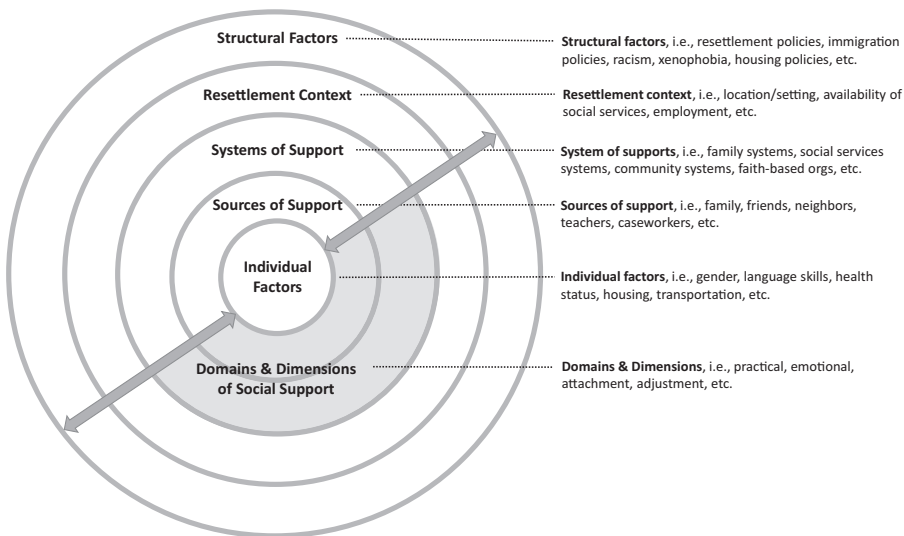 Structural Factors
Structural factors, i.e., resettlement policies, immigration
policies, racism, xenophobia, housing policies, etc.
Resettlement Context
Resettlement context, i.e., location/setting, availability of
social services, employment, etc.
Systems of Support
System of supports, i.e., family systems, social services
systems, community systems, faith-based orgs, etc.
Sources of Support
Sources of support, i.e., family, friends, neighbors,
teachers, caseworkers, etc.
Individual
Factors
Individual factors, i.e., gender, language skills, health
status, housing, transportation, etc.
Domains & Dimensions
of Social Support
Domains & Dimensions, i.e., practical, emotional,
attachment, adjustment, etc.